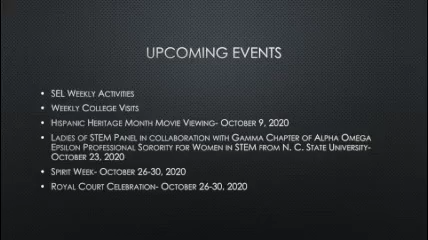 UPCOMING EVENTS
• SEL WEEKLY ACTIVITIES
• WEEKLY COLLEGE VISITS
• HISPANIC HERITAGE MONTH MOVIE VIEWING- OCTOBER 9, 2020
• LADIES OF STEM PANEL IN COLLABORATION WITH GAMMA CHAPTER OF ALPHA OMEGA
EPSILON PROFESSIONAL SORORITY FOR WOMEN IN STEM FROM N. C. STATE UNIVERSITY-
OCTOBER 23, 2020
• SPIRIT WEEK- OCTOBER 26-30, 2020
• ROYAL COURT CELEBRATION- OCTOBER 26-30, 2020